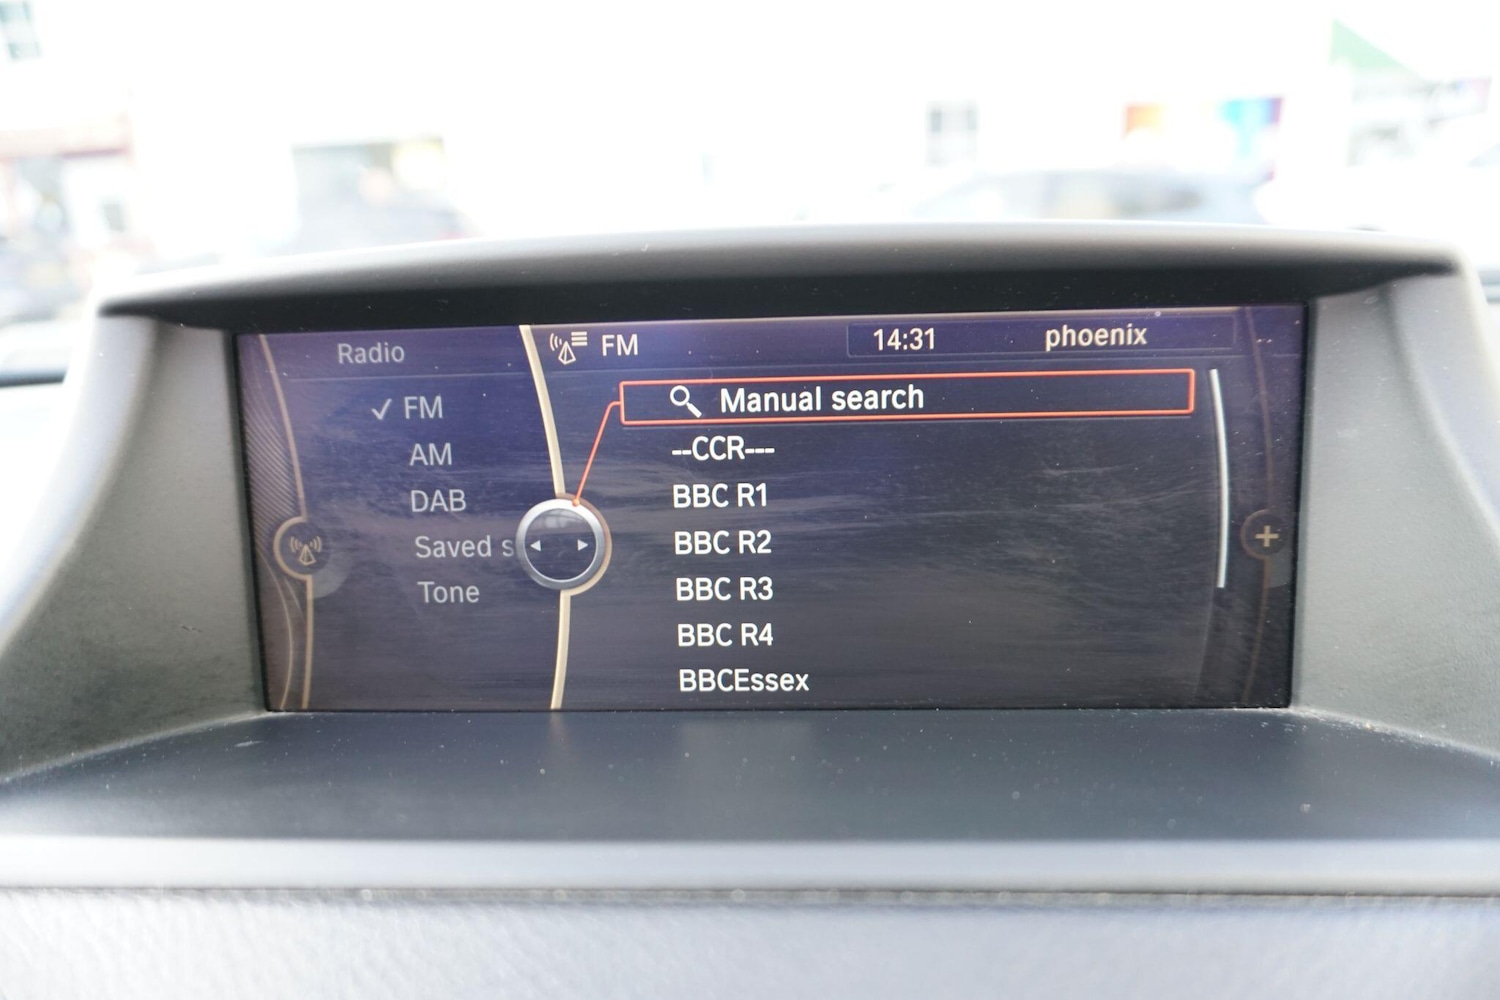 Radio
FM
AM
DAB
Saved s
Tone
FM
14:31
phoenix
Manual search
--CCR---
BBC R1
BBC R2
BBC R3
BBC R4
BBCEssex